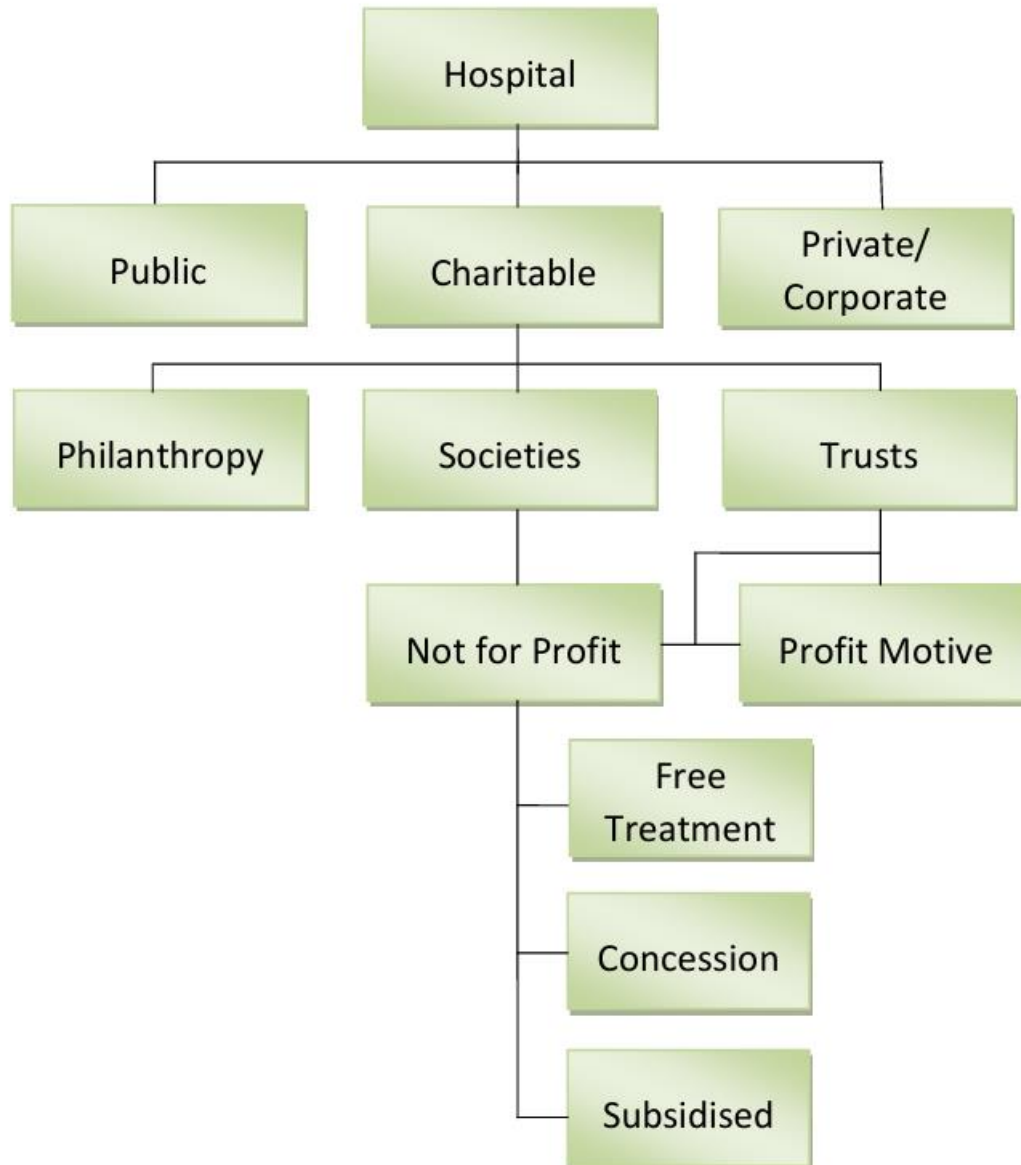 Hospital
Public
Charitable
Private/
Corporate
Philanthropy
Societies
Trusts
Not for Profit
Profit Motive
Free
Treatment
Concession
Subsidised